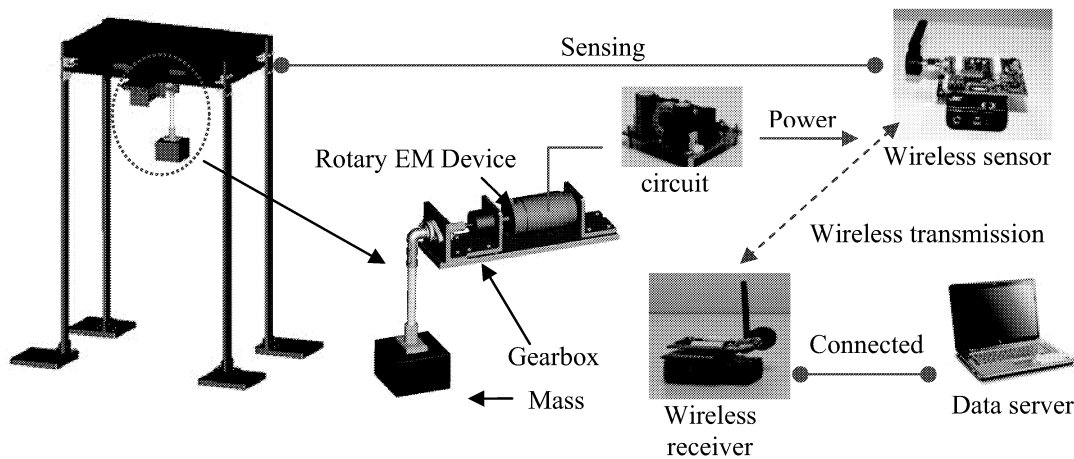 Sensing
Power
Wireless sensor
Rotary EM Device
circuit
Wireless transmission
Gearbox
Connected
Mass
Wireless
receiver
Data server